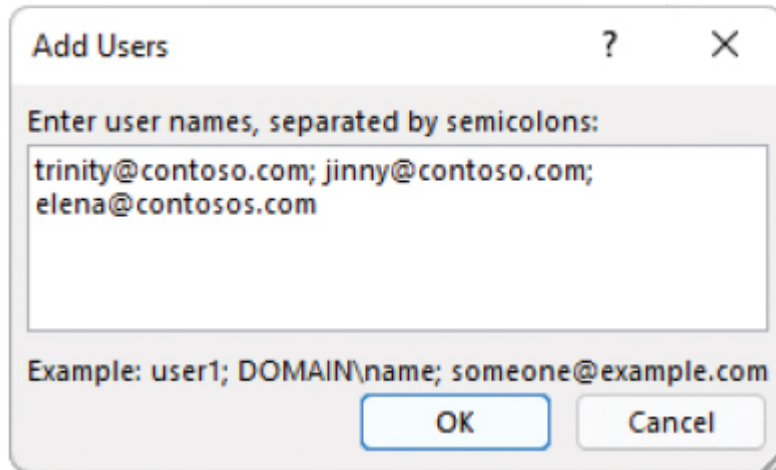 Add Users ? ×
Enter user names, separated by semicolons:
trinity@contoso.com; jinny@contoso.com;
elena@contosos.com
Example: user1; DOMAIN\name; someone@example.com
OK Cancel